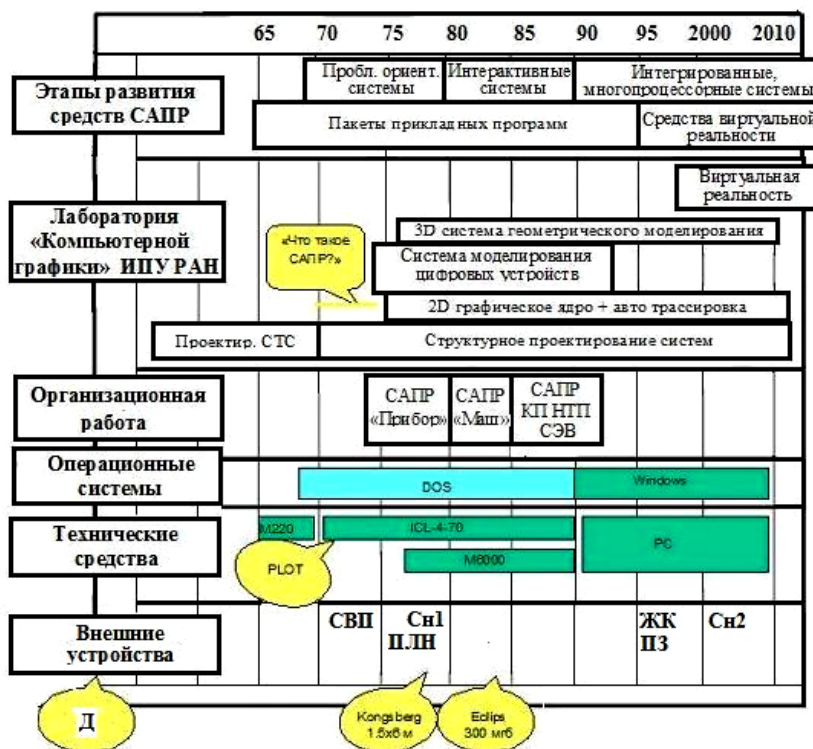 65 70 75 80 85 90 95 2000 2010
Этапы развития
средств САПР
Пробл. ориент.
системы
Интерактивные
системы
Интегрированные,
многопроцессорные системы
Пакеты прикладных программ
Средства виртуальной
реальности
Виртуальная
реальность
Лаборатория
«Компьютерной
графики» ИПУ РАН
«Что такое
САПР?»
3D система геометрического моделирования
Система моделирования
цифровых устройств
2D графическое ядро + авто трассировка
Проектир. СТС
Структурное проектирование систем
Организационная
работа
САПР
«Прибор»
САПР
«Маш»
САПР
КП НТП
СЭВ
Операционные
системы
DOS
Windows
Технические
средства
M220
ICL-4-70
PLOT
M6000
PC
Внешние
устройства
СВП
Сн1
ПЛН
ЖК
ПЗ
Сн2
Д
Kongsberg
1.5х6 м
Eclips
300 мгб